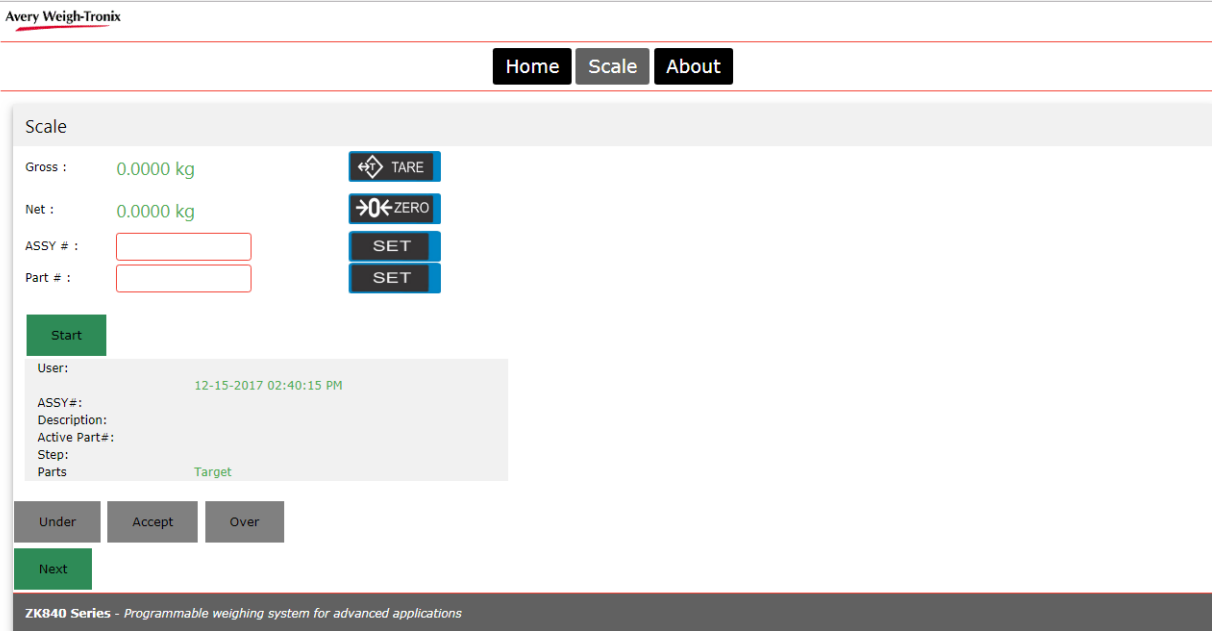 Avery Weigh-Tronix
Home Scale About
Scale
Gross : 0.0000 kg TARE
Net : 0.0000 kg ZERO
ASSY # : SET
Part # : SET
Start
User:
12-15-2017 02:40:15 PM
ASSY#:
Description:
Active Part#:
Step:
Parts Target
Under Accept Over
Next
ZK840 Series - Programmable weighing system for advanced applications